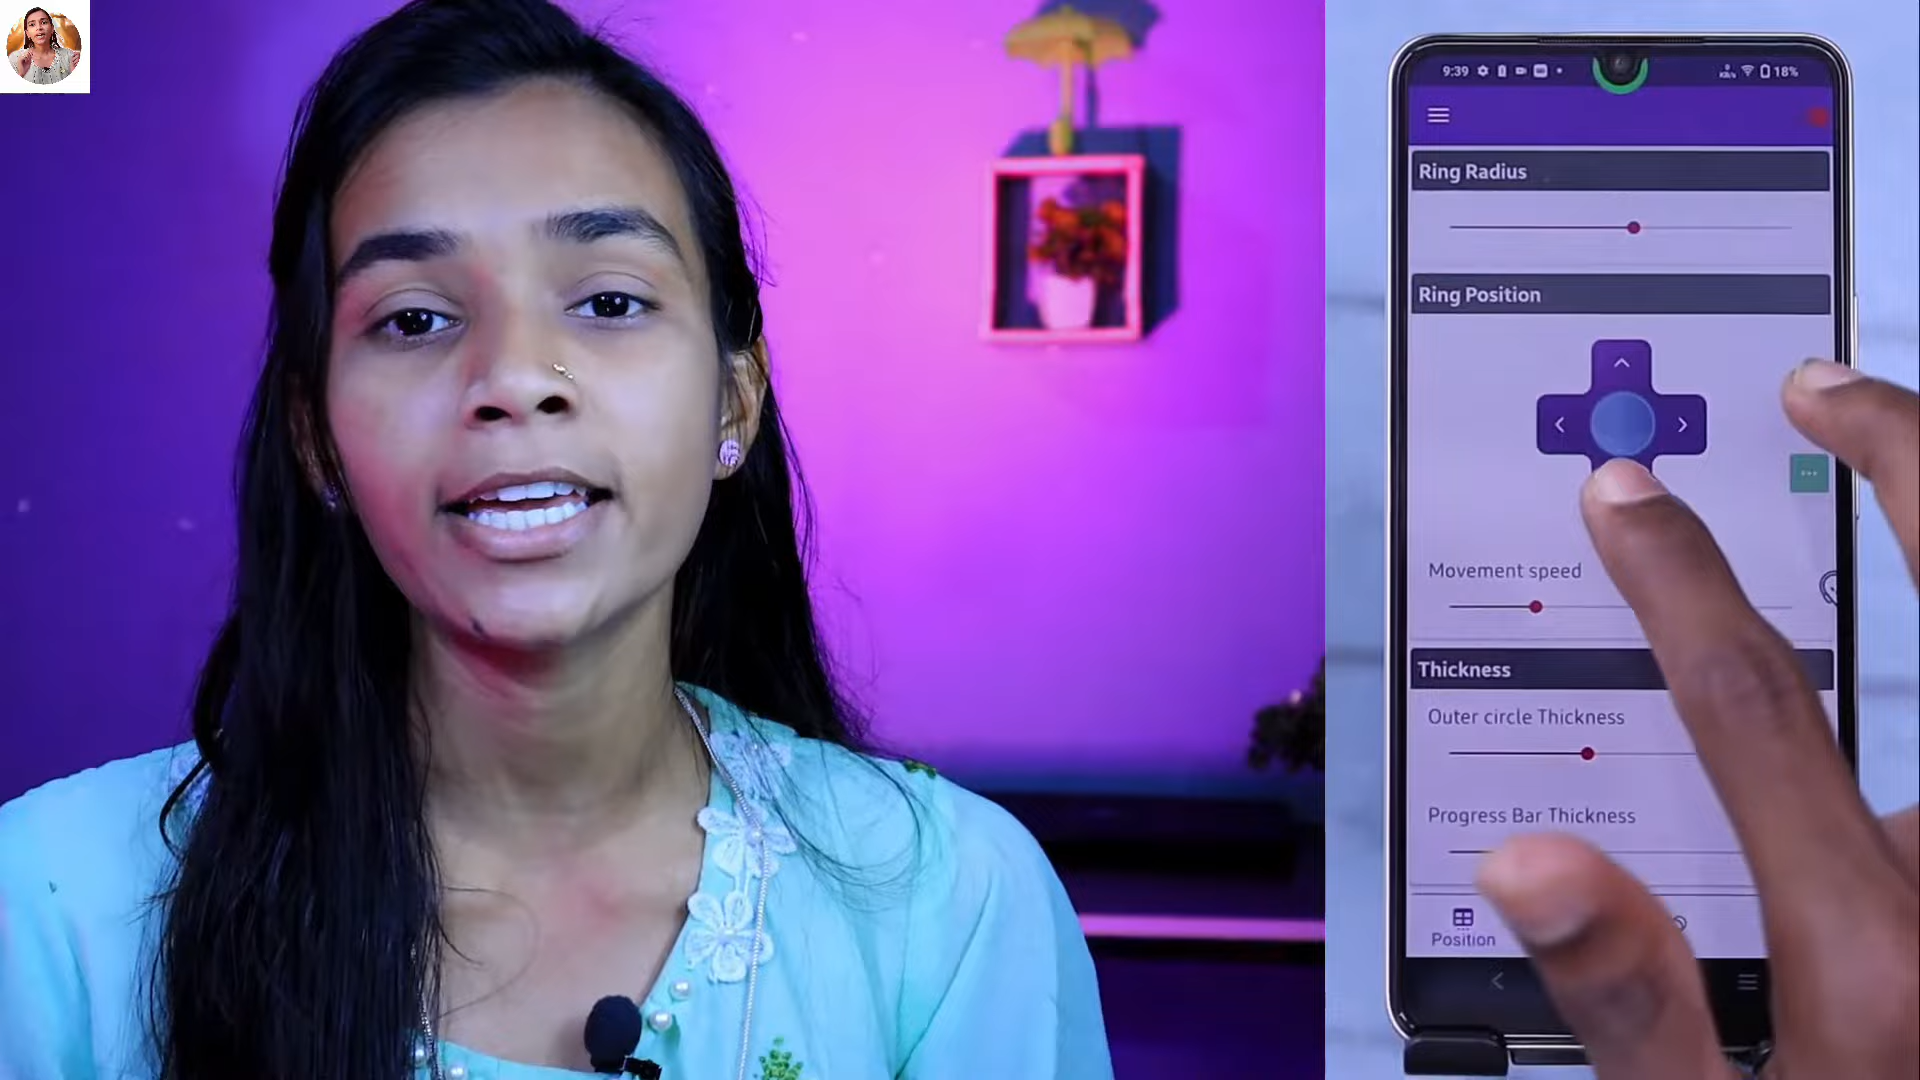 9:39
18%
Ring Radius
Ring Position
Movement speed
Thickness
Outer circle Thickness
Progress Bar Thickness
Position